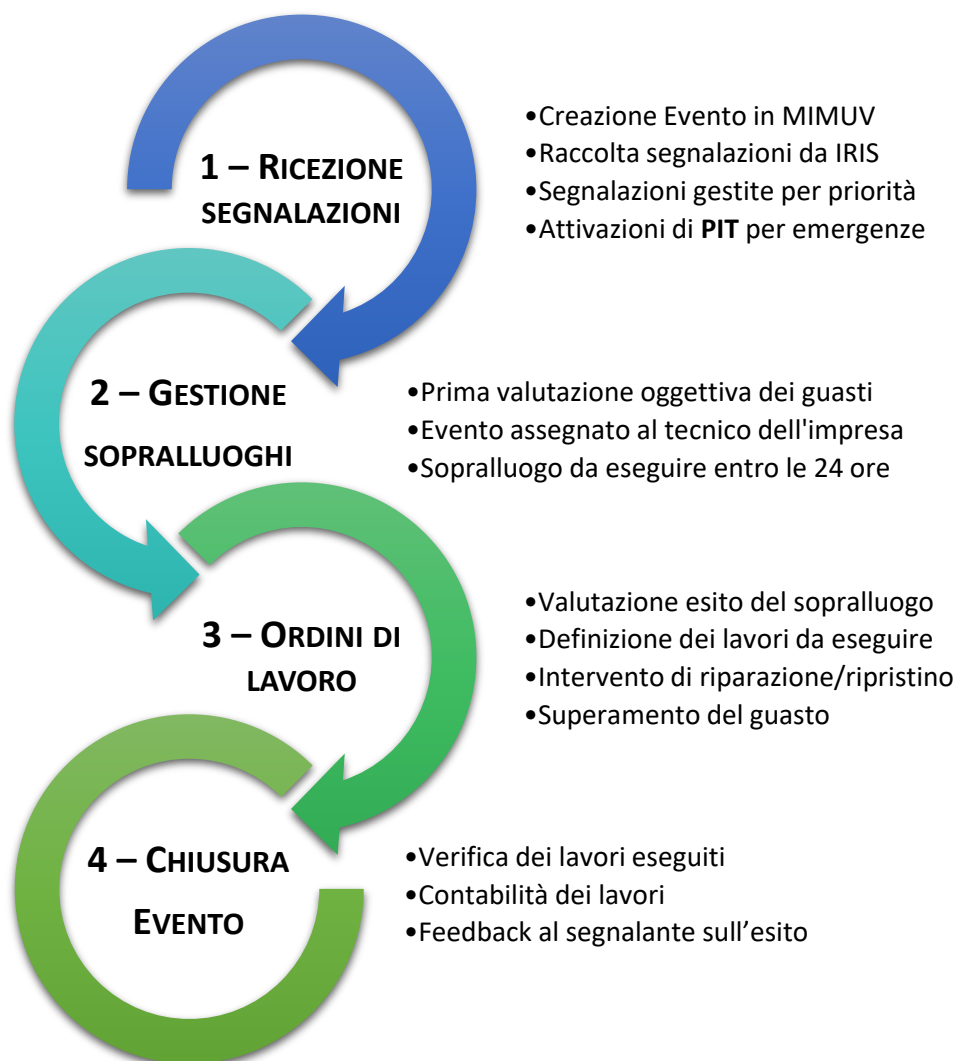 1 – RICEZIONE
SEGNALAZIONI
•Creazione Evento in MIMUV
•Raccolta segnalazioni da IRIS
•Segnalazioni gestite per priorità
•Attivazioni di PIT per emergenze
2 – GESTIONE
SOPRALLUOGHI
•Prima valutazione oggettiva dei guasti
•Evento assegnato al tecnico dell'impresa
•Sopralluogo da eseguire entro le 24 ore
3 – ORDINI DI
LAVORO
•Valutazione esito del sopralluogo
•Definizione dei lavori da eseguire
•Intervento di riparazione/ripristino
•Superamento del guasto
4 – CHIUSURA
EVENTO
•Verifica dei lavori eseguiti
•Contabilità dei lavori
•Feedback al segnalante sull’esito